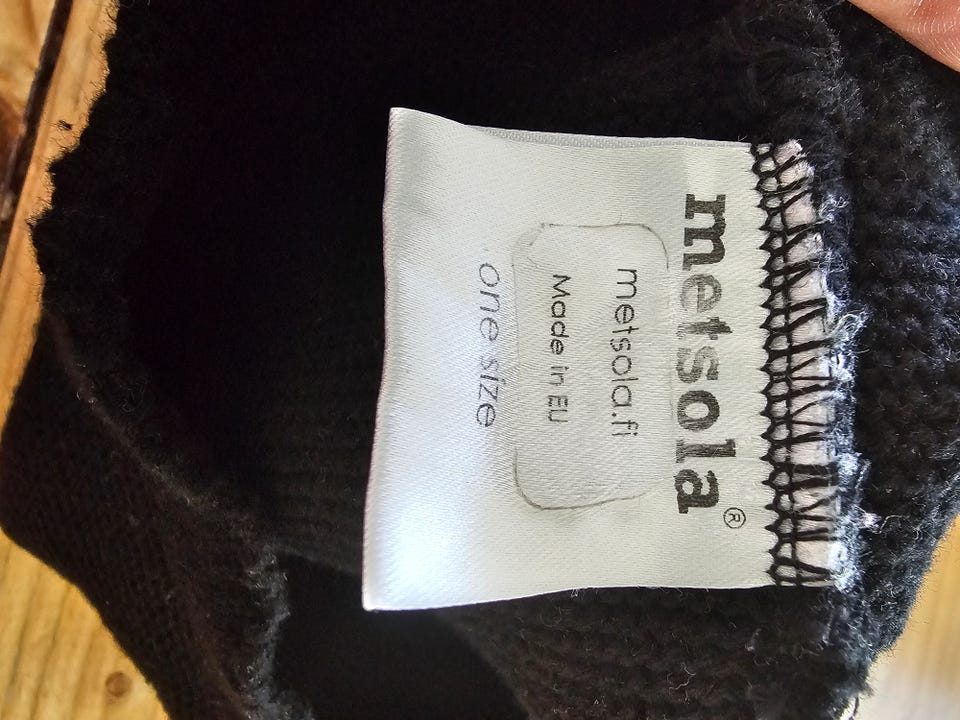 metsola®
metsola.fi
Made in EU
one size